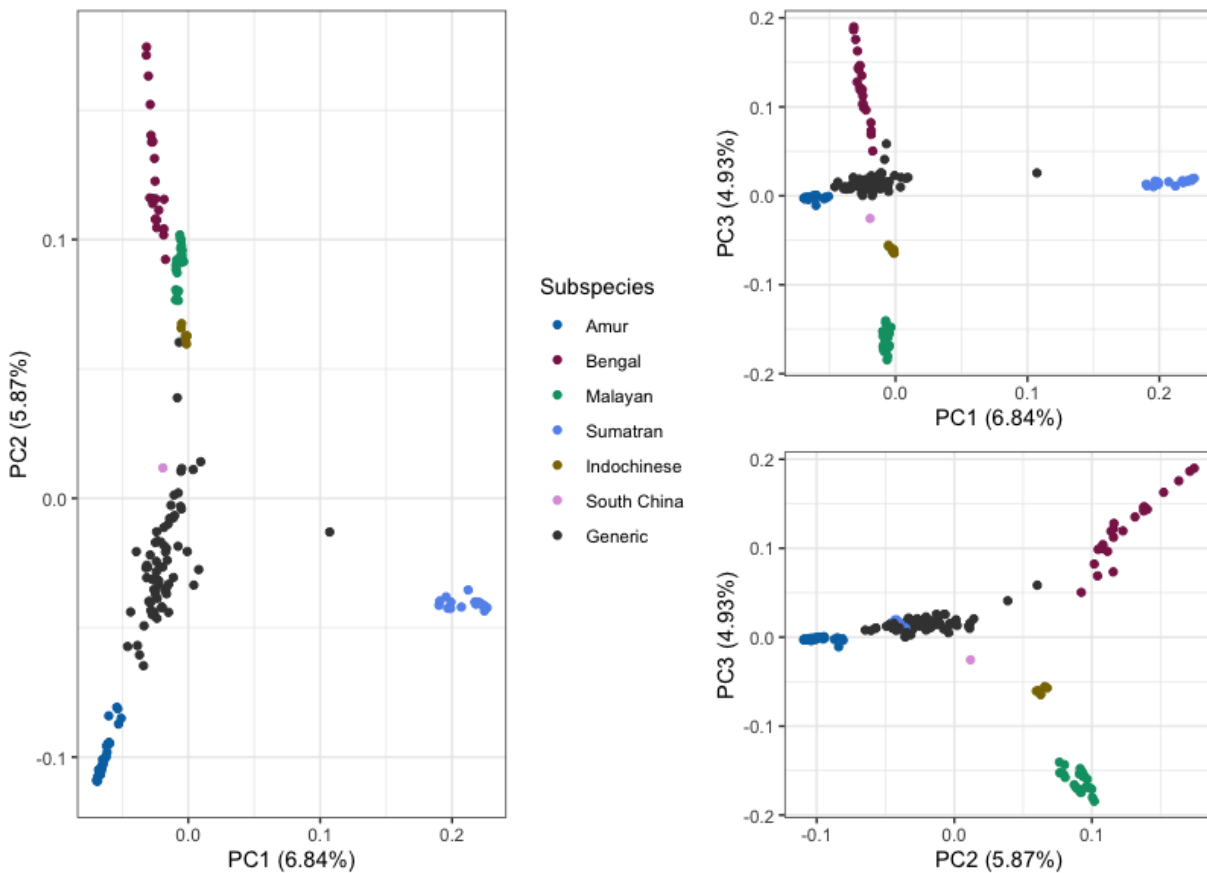 0.1
0.0
-0.1
PC2 (5.87%)
0.0
0.1
0.2
PC1 (6.84%)
Subspecies
Amur
Bengal
Malayan
Sumatran
Indochinese
South China
Generic
0.2
0.1
0.0
-0.1
-0.2
PC3 (4.93%)
0.0
0.1
0.2
PC1 (6.84%)
0.2
0.1
0.0
-0.1
-0.2
PC3 (4.93%)
-0.1
0.0
0.1
PC2 (5.87%)